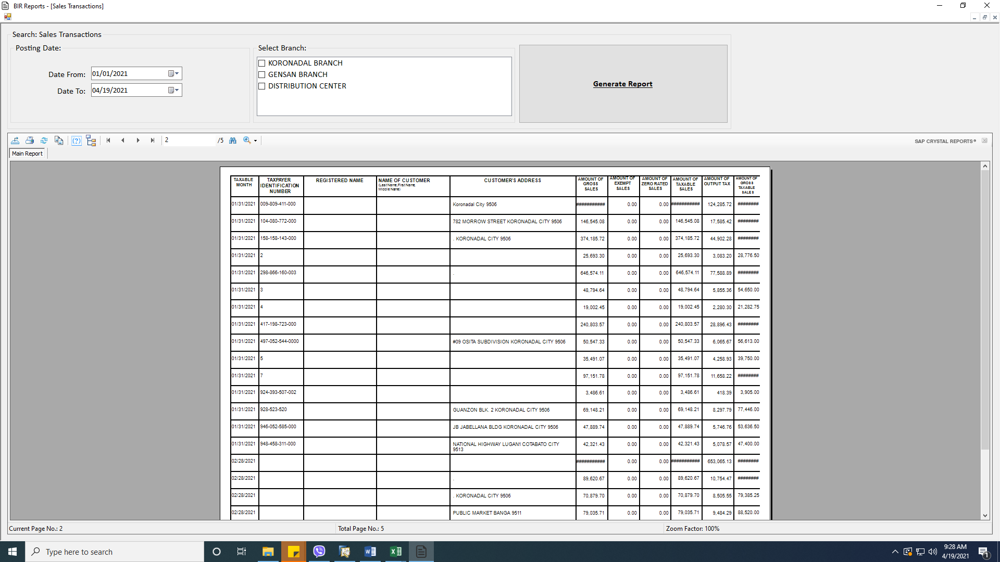 BIR Reports - [Sales Transactions]
Search: Sales Transactions
Posting Date:
Date From: 01/01/2021
Date To: 04/19/2021
Select Branch:
KORONADAL BRANCH
GENSAN BRANCH
DISTRIBUTION CENTER
Generate Report
2 /5
SAP CRYSTAL REPORTS®
Main Report
TAXABLE MONTH TAXPAYER IDENTIFICATION NUMBER REGISTERED NAME NAME OF CUSTOMER (Last Name,First Name, Middle Name) CUSTOMER'S ADDRESS AMOUNT OF GROSS SALES AMOUNT OF EXEMPT SALES AMOUNT OF ZERO RATED SALES AMOUNT OF TAXABLE SALES AMOUNT OF OUTPUT TAX AMOUNT OF GROSS TAXABLE SALES
01/31/2021 009-809-411-000 Koronadal City 9506 ########### 0.00 0.00 ########### 124,285.72 ########
01/31/2021 104-080-772-000 782 MORROW STREET KORONADAL CITY 9506 146,545.08 0.00 0.00 146,545.08 17,585.42 ########
01/31/2021 158-158-143-000 . KORONADAL CITY 9506 374,185.72 0.00 0.00 374,185.72 44,902.28 ########
01/31/2021 2 25,693.30 0.00 0.00 25,693.30 3,083.20 28,776.50
01/31/2021 298-866-160-003 . 646,574.11 0.00 0.00 646,574.11 77,588.89 ########
01/31/2021 3 48,794.64 0.00 0.00 48,794.64 5,855.36 54,650.00
01/31/2021 4 19,002.45 0.00 0.00 19,002.45 2,280.30 21,282.75
01/31/2021 417-198-723-000 240,803.57 0.00 0.00 240,803.57 28,896.43 ########
01/31/2021 497-052-544-0000 #09 OSITA SUBDIVISION KORONADAL CITY 9506 50,547.33 0.00 0.00 50,547.33 6,065.67 56,613.00
01/31/2021 5 35,491.07 0.00 0.00 35,491.07 4,258.93 39,750.00
01/31/2021 7 97,151.78 0.00 0.00 97,151.78 11,658.22 ########
01/31/2021 924-393-507-002 3,486.61 0.00 0.00 3,486.61 418.39 3,905.00
01/31/2021 928-523-520 GUANZON BLK. 2 KORONADAL CITY 9506 69,148.21 0.00 0.00 69,148.21 8,297.79 77,446.00
01/31/2021 946-052-585-000 JB JABELLANA BLDG KORONADAL CITY 9506 47,889.74 0.00 0.00 47,889.74 5,746.76 53,636.50
01/31/2021 948-458-311-000 NATIONAL HIGHWAY LUGAN1 COTABATO CITY 9513 42,321.43 0.00 0.00 42,321.43 5,078.57 47,400.00
02/28/2021 ########### 0.00 0.00 ########### 653,065.13 ########
02/28/2021 . 89,620.67 0.00 0.00 89,620.67 10,754.47 ########
02/28/2021 . KORONADAL CITY 9506 70,879.70 0.00 0.00 70,879.70 8,505.55 79,385.25
02/28/2021 PUBLIC MARKET BANGA 9511 79,035.71 0.00 0.00 79,035.71 9,484.29 88,520.00
Current Page No.: 2
Total Page No.: 5
Zoom Factor: 100%
Type here to search
9:28 AM
4/19/2021
1